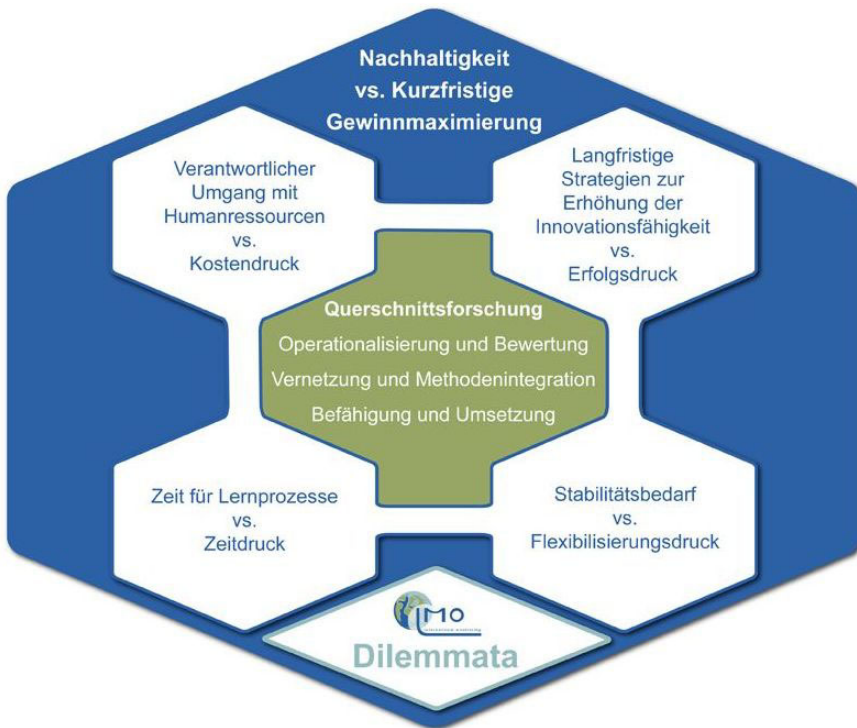 Nachhaltigkeit
vs. Kurzfristige
Gewinnmaximierung
Verantwortlicher
Umgang mit
Humanressourcen
vs.
Kostendruck
Langfristige
Strategien zur
Erhöhung der
Innovationsfähigkeit
vs.
Erfolgsdruck
Querschnittsforschung
Operationalisierung und Bewertung
Vernetzung und Methodenintegration
Befähigung und Umsetzung
Zeit für Lernprozesse
vs.
Zeitdruck
Stabilitätsbedarf
vs.
Flexibilisierungsdruck
IMO
Dilemmata